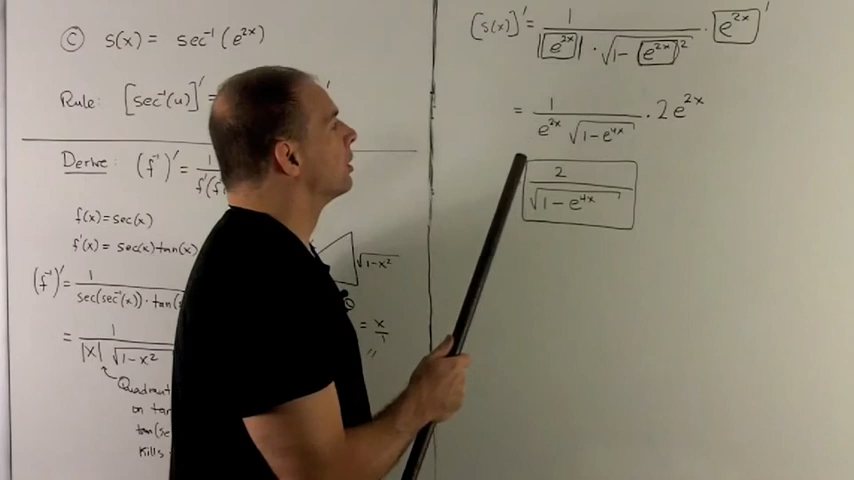 Ⓒ s(x) = sec⁻¹(e^{2x})
Rule: [sec⁻¹(u)]' =
Derive: (f⁻¹)' = 1 / f'(f⁻¹
f(x) = sec(x)
f'(x) = sec(x)tan(x)
(f⁻¹)' = 1 / sec(sec⁻¹(x)) · tan(
= 1 / |x| √(1-x²)
Quadrant
on tan
tan(se
Kills
√(1-x²)
= x/1
[s(x)]' = 1 / |e^{2x}| · √(1-(e^{2x})²) · e^{2x} '
= 1 / e^{2x} √(1-e^{4x}) · 2e^{2x}
2 / √(1-e^{4x})